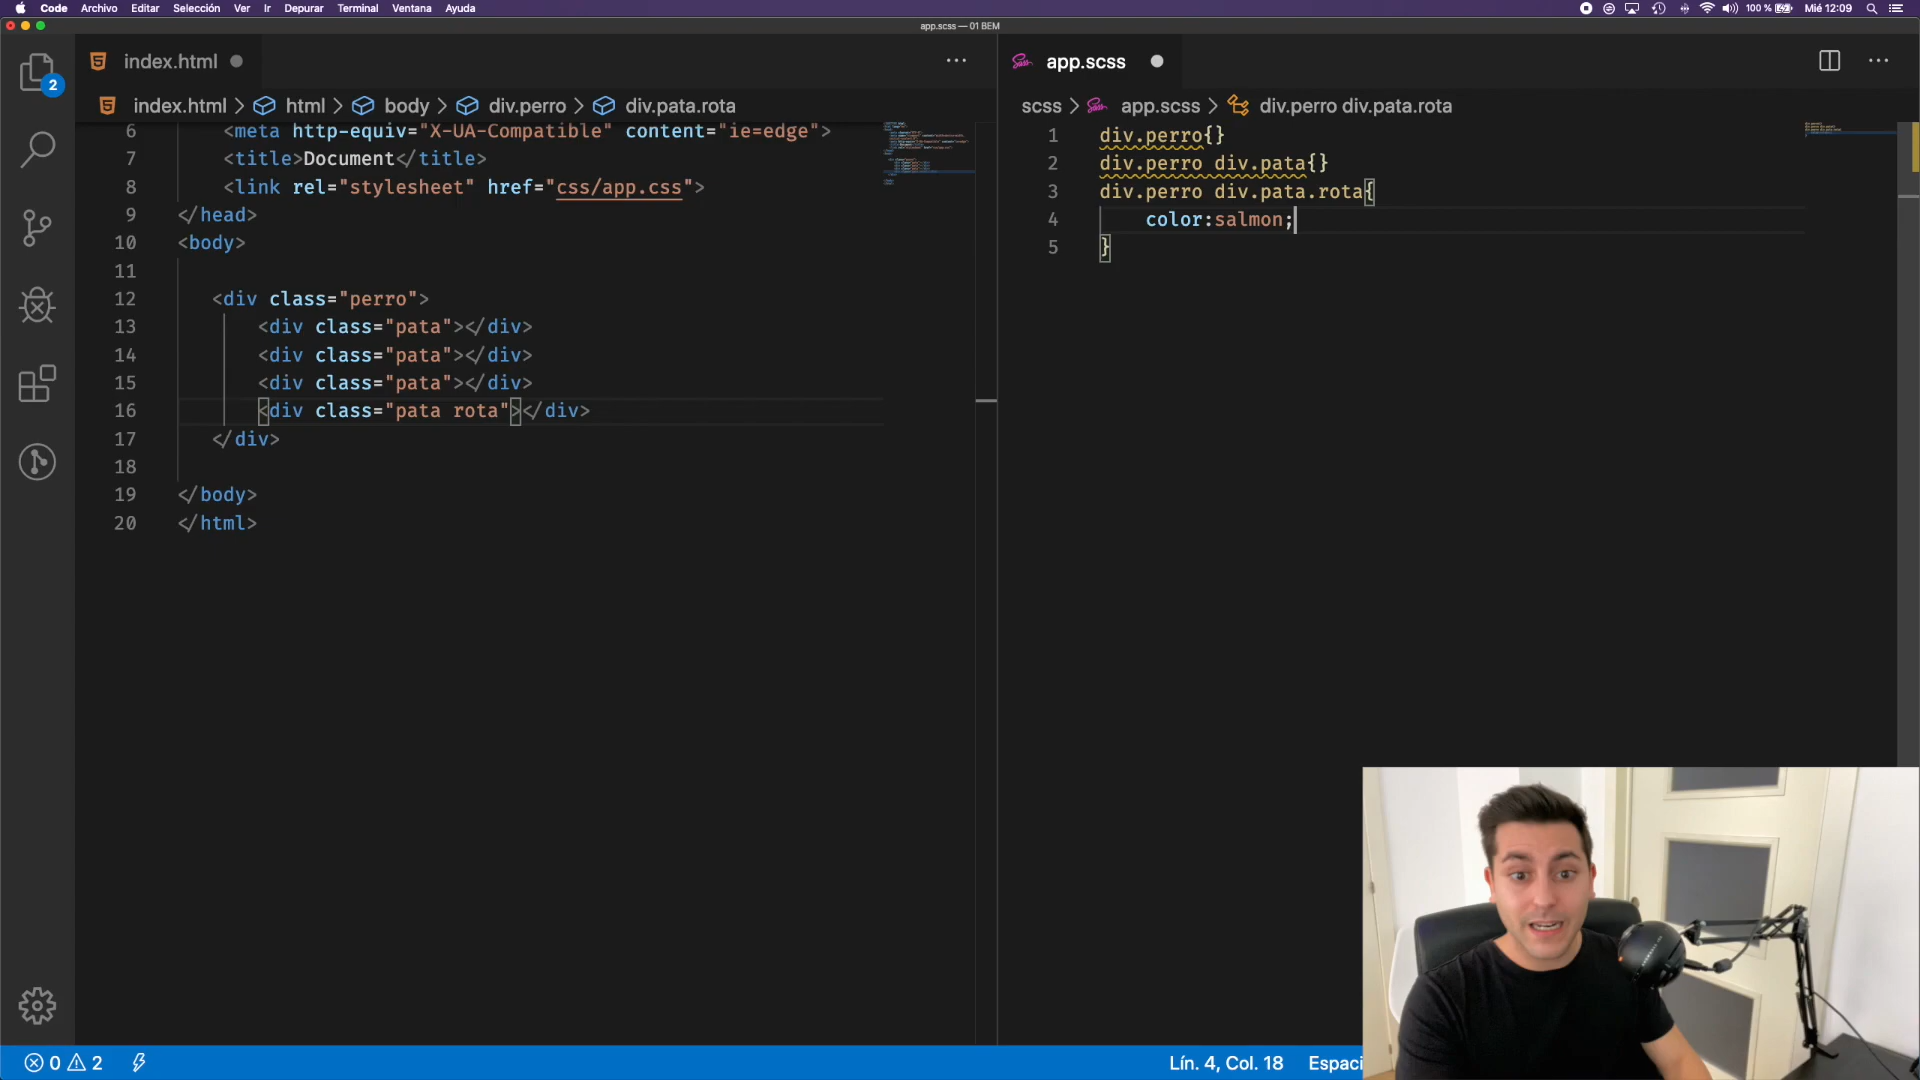 Code Archivo Editar Selección Ver Ir Depurar Terminal Ventana Ayuda
100 % Mié 12:09
app.scss — 01 BEM
2
index.html
index.html > html > body > div.perro > div.pata.rota
6 <meta http-equiv="X-UA-Compatible" content="ie=edge">
7 <title>Document</title>
8 <link rel="stylesheet" href="css/app.css">
9 </head>
10 <body>
11
12 <div class="perro">
13 <div class="pata"></div>
14 <div class="pata"></div>
15 <div class="pata"></div>
16 <div class="pata rota"></div>
17 </div>
18
19 </body>
20 </html>
app.scss
scss > app.scss > div.perro div.pata.rota
1 div.perro{}
2 div.perro div.pata{}
3 div.perro div.pata.rota{
4 color:salmon;
5 }
0 2
Lín. 4, Col. 18 Espaci